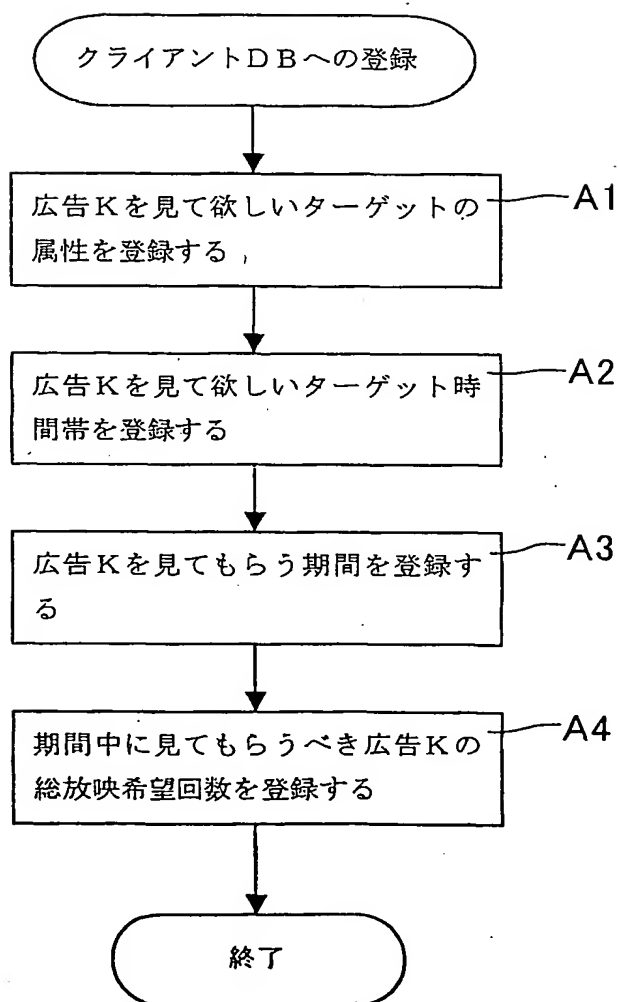 クライアントDBへの登録
広告Kを見て欲しいターゲットの
属性を登録する
A1
広告Kを見て欲しいターゲット時
間帯を登録する
A2
広告Kを見てもらう期間を登録す
る
A3
期間中に見てもらうべき広告Kの
総放映希望回数を登録する
A4
終了